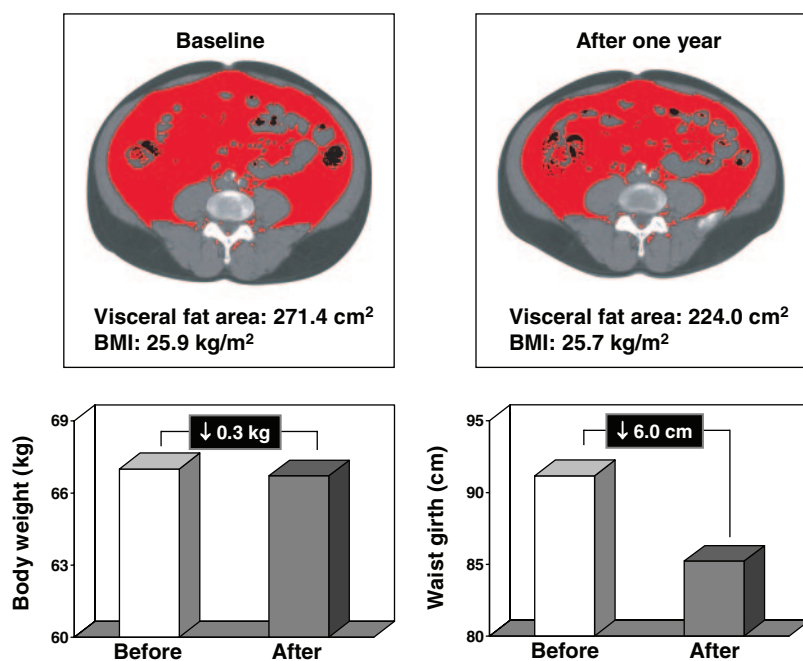 Baseline
Visceral fat area: 271.4 cm²
BMI: 25.9 kg/m²
After one year
Visceral fat area: 224.0 cm²
BMI: 25.7 kg/m²
Body weight (kg)
69
66
63
60
↓ 0.3 kg
Before After
Waist girth (cm)
95
90
85
80
↓ 6.0 cm
Before After